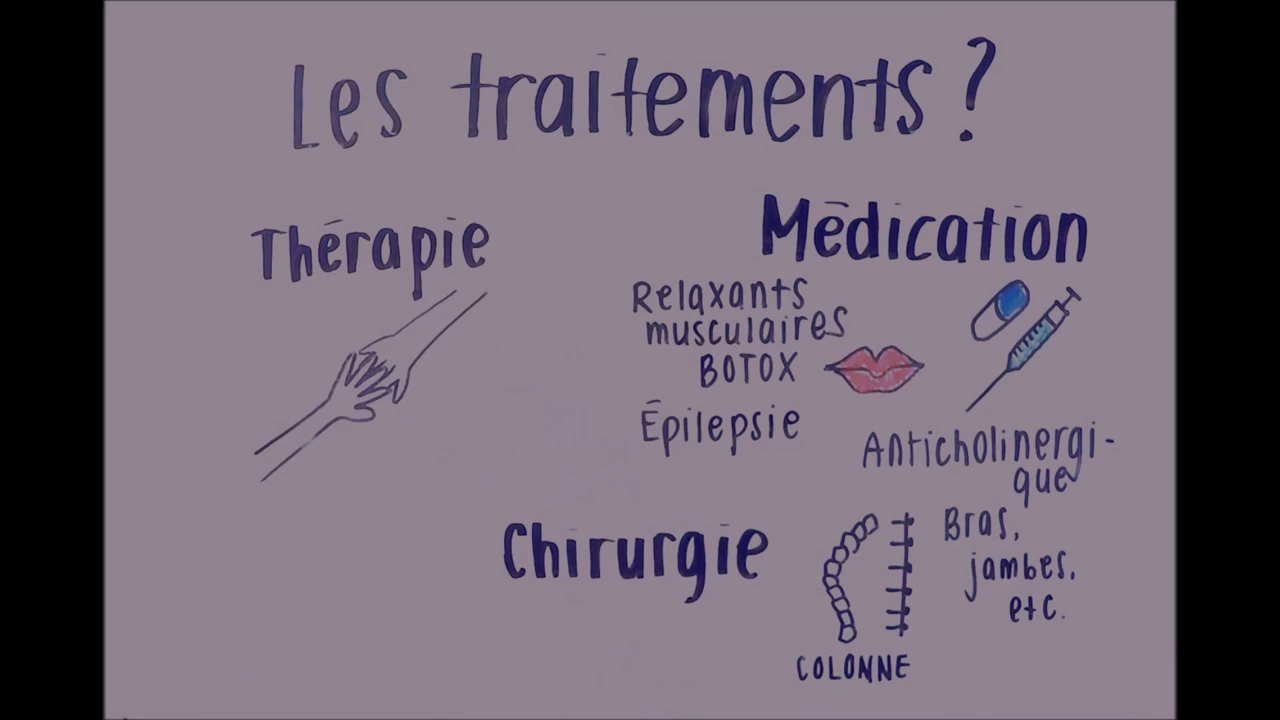 Les traitements ?
Thérapie
Médication
Relaxants
musculaires
BOTOX
Épilepsie
Anticholinergi-
que
Chirurgie
Bras,
jambes,
etc.
COLONNE